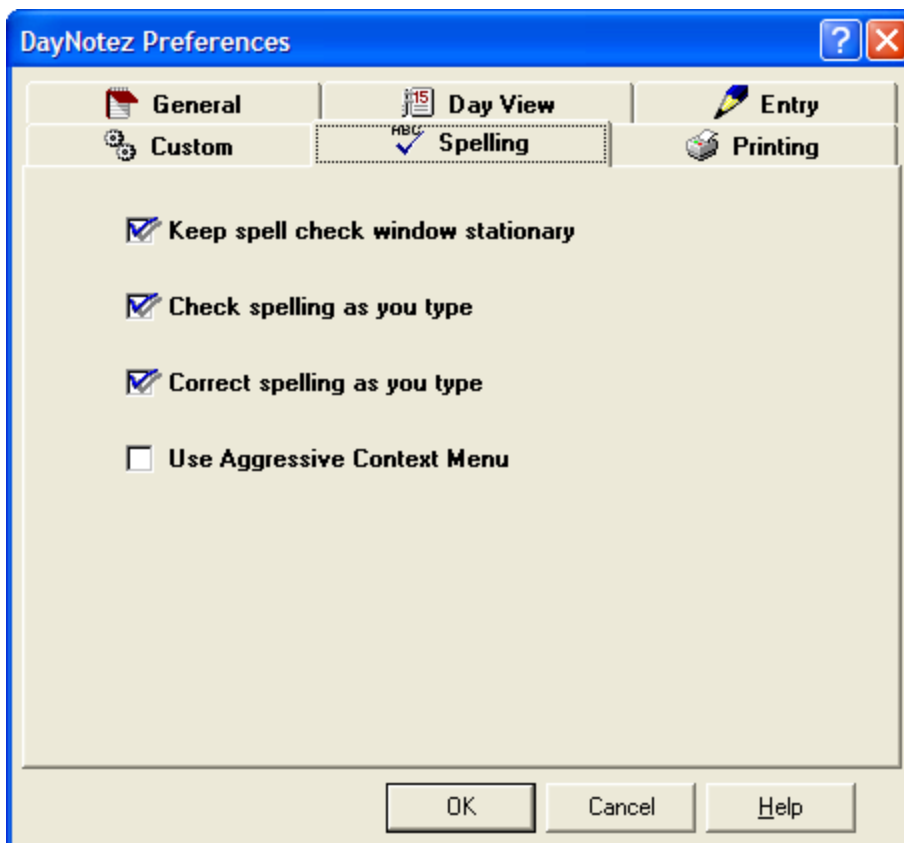 DayNotez Preferences
General
15
Day View
Entry
Custom
ABC
Spelling
Printing
Keep spell check window stationary
Check spelling as you type
Correct spelling as you type
Use Aggressive Context Menu
OK
Cancel
Help